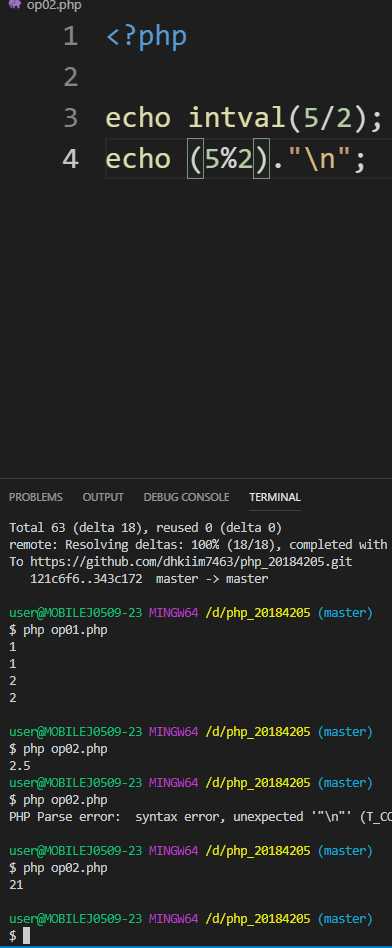 op02.php
1 <?php
2
3 echo intval(5/2);
4 echo (5%2)."\n";
PROBLEMS OUTPUT DEBUG CONSOLE TERMINAL
Total 63 (delta 18), reused 0 (delta 0)
remote: Resolving deltas: 100% (18/18), completed with
To https://github.com/dhkiim7463/php_20184205.git
121c6f6..343c172 master -> master
user@MOBILEJ0509-23 MINGW64 /d/php_20184205 (master)
$ php op01.php
1
1
2
2
user@MOBILEJ0509-23 MINGW64 /d/php_20184205 (master)
$ php op02.php
2.5
user@MOBILEJ0509-23 MINGW64 /d/php_20184205 (master)
$ php op02.php
PHP Parse error:  syntax error, unexpected '"\n"' (T_CO
user@MOBILEJ0509-23 MINGW64 /d/php_20184205 (master)
$ php op02.php
21
user@MOBILEJ0509-23 MINGW64 /d/php_20184205 (master)
$